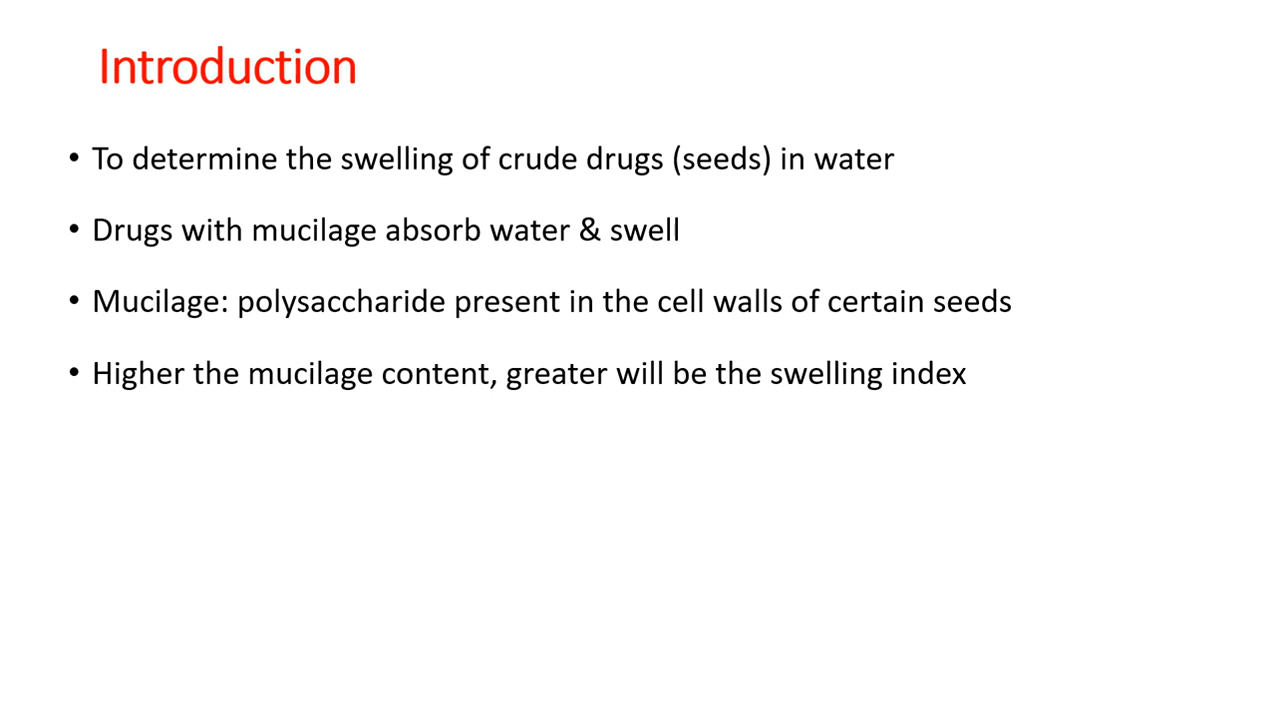 Introduction
• To determine the swelling of crude drugs (seeds) in water
• Drugs with mucilage absorb water & swell
• Mucilage: polysaccharide present in the cell walls of certain seeds
• Higher the mucilage content, greater will be the swelling index